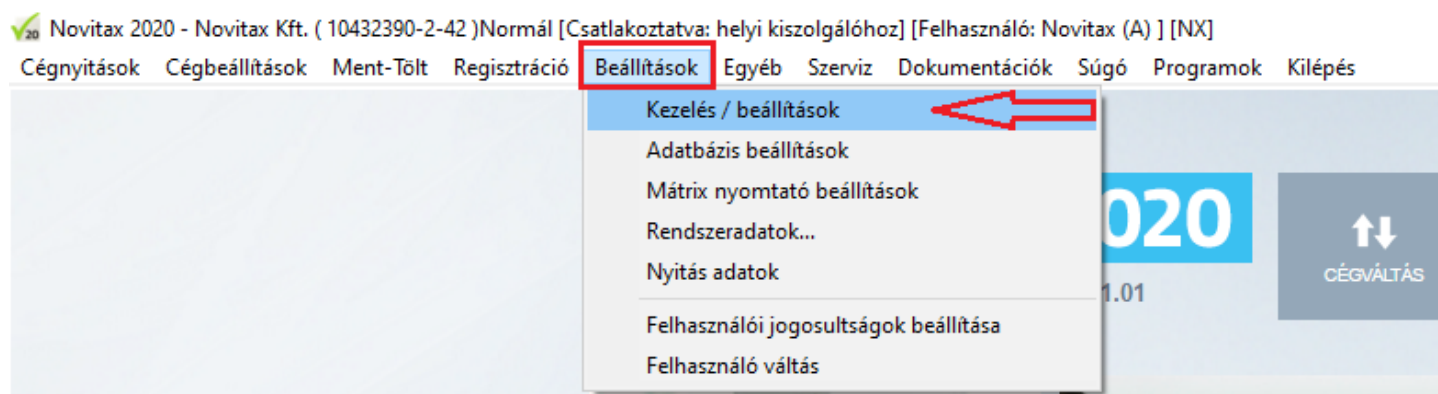 20 Novitax 2020 - Novitax Kft. ( 10432390-2-42 )Normál [Csatlakoztatva: helyi kiszolgálóhoz] [Felhasználó: Novitax (A) ] [NX]
Cégnyitások Cégbeállítások Ment-Tölt Regisztráció Beállítások Egyéb Szerviz Dokumentációk Súgó Programok Kilépés
Kezelés / beállítások
Adatbázis beállítások
Mátrix nyomtató beállítások
Rendszeradatok...
Nyitás adatok
Felhasználói jogosultságok beállítása
Felhasználó váltás
020
1.01
CÉGVÁLTÁS